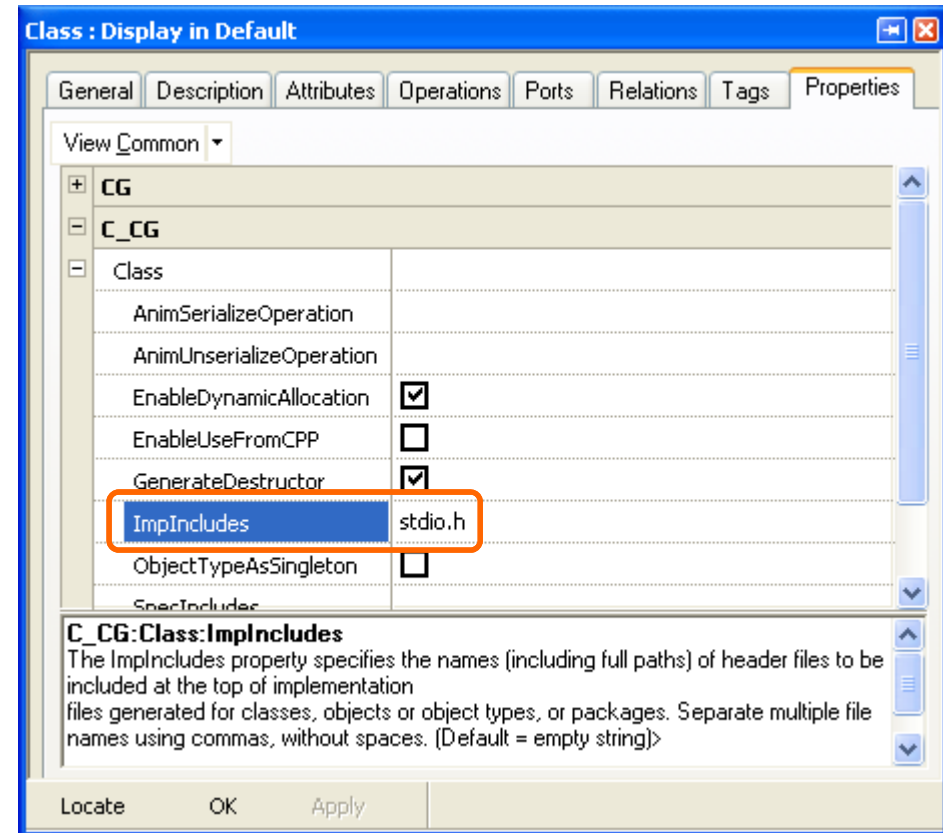 Class : Display in Default
General Description Attributes Operations Ports Relations Tags Properties
View Common
CG
C_CG
Class
AnimSerializeOperation
AnimUnserializeOperation
EnableDynamicAllocation
EnableUseFromCPP
GenerateDestructor
ImpIncludes stdio.h
ObjectTypeAsSingleton
SpecIncludes
C_CG:Class:ImpIncludes
The ImpIncludes property specifies the names (including full paths) of header files to be
included at the top of implementation
files generated for classes, objects or object types, or packages. Separate multiple file
names using commas, without spaces. (Default = empty string)>
Locate OK Apply